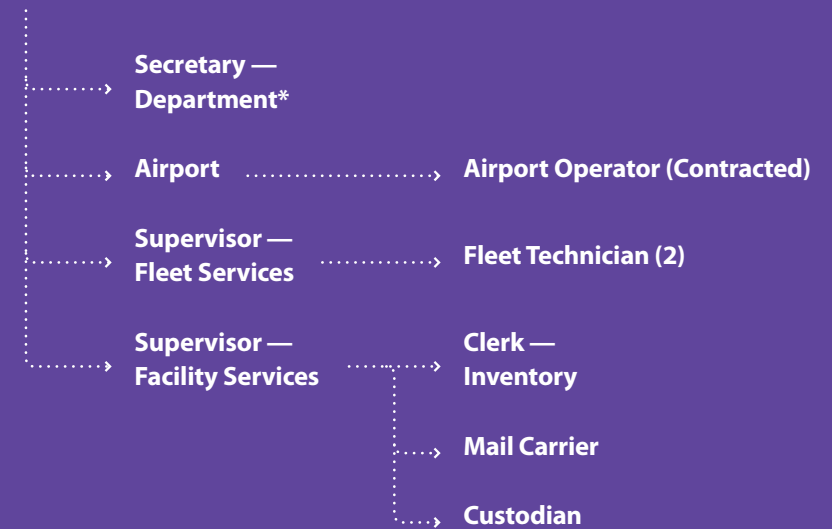 Secretary —
Department*
Airport
Airport Operator (Contracted)
Supervisor —
Fleet Services
Fleet Technician (2)
Supervisor —
Facility Services
Clerk —
Inventory
Mail Carrier
Custodian